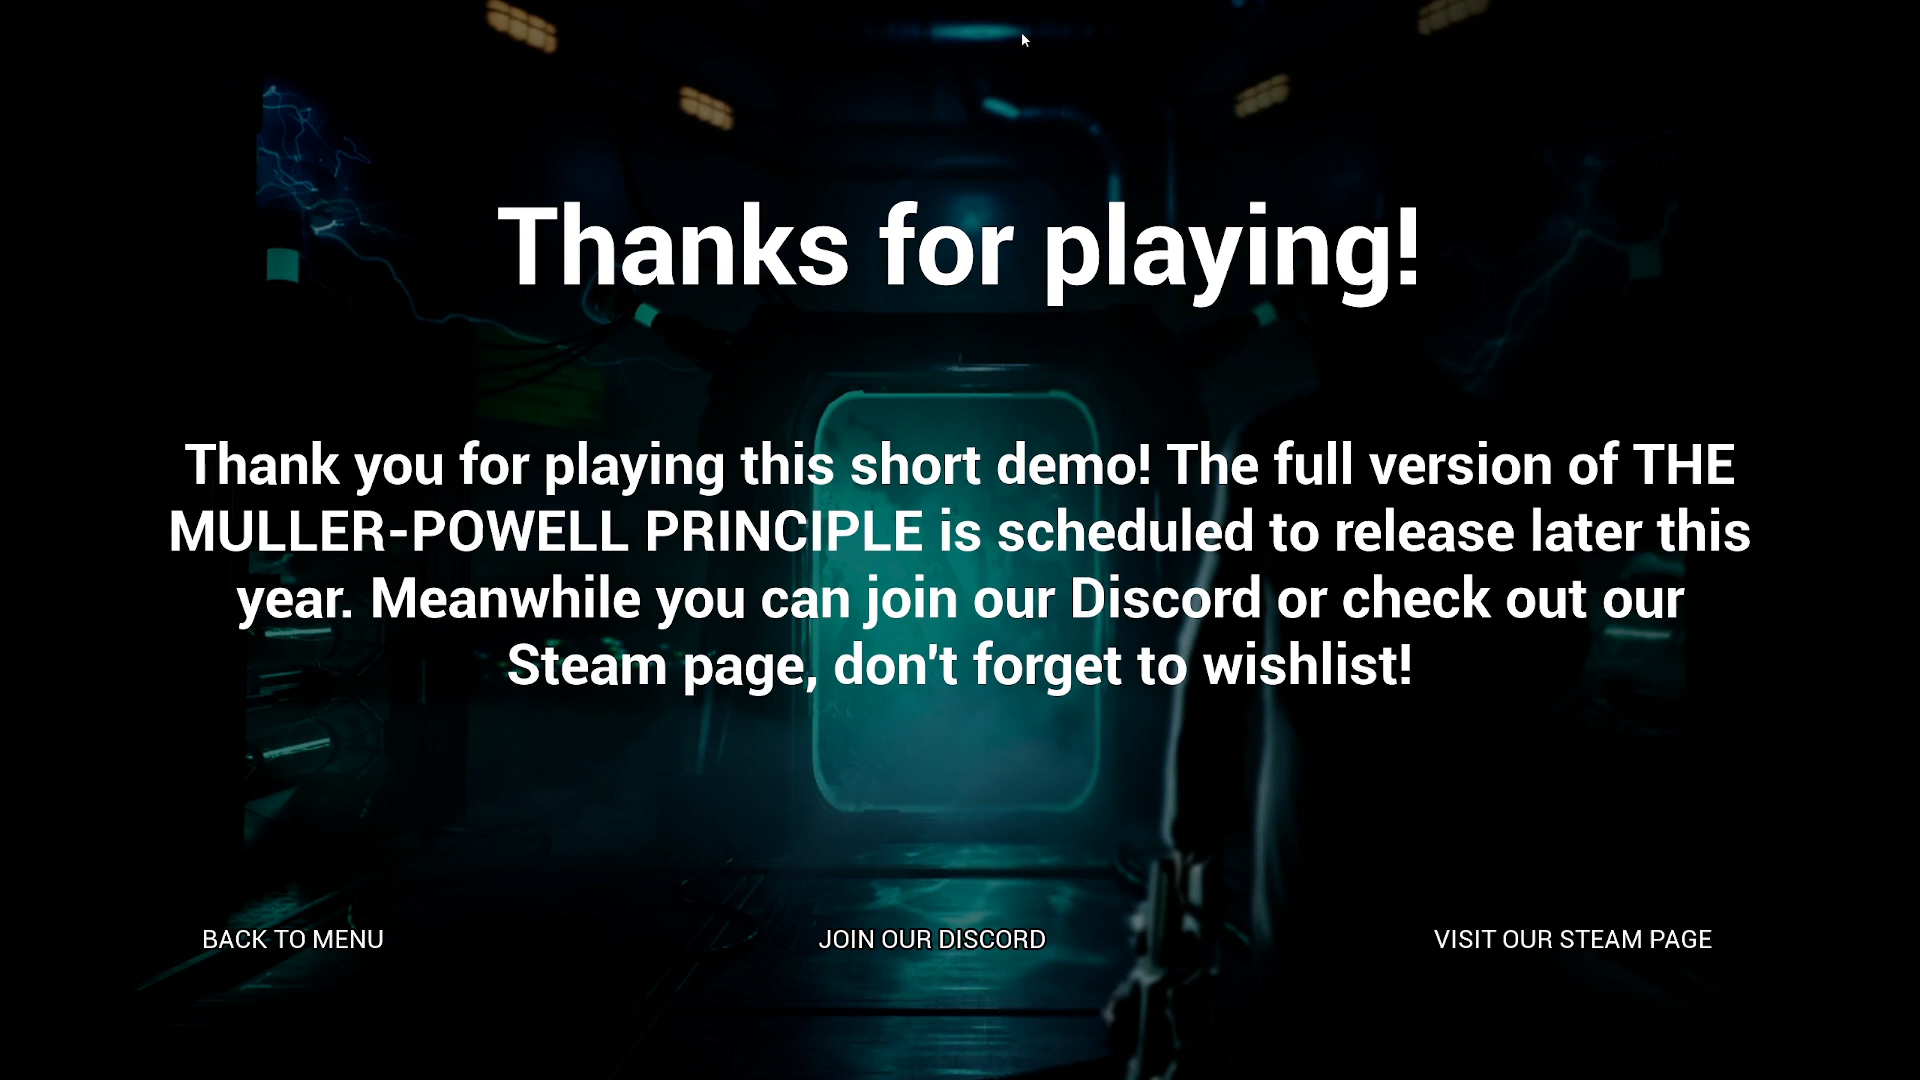 Thanks for playing!
Thank you for playing this short demo! The full version of THE
MULLER-POWELL PRINCIPLE is scheduled to release later this
year. Meanwhile you can join our Discord or check out our
Steam page, don't forget to wishlist!
BACK TO MENU
JOIN OUR DISCORD
VISIT OUR STEAM PAGE